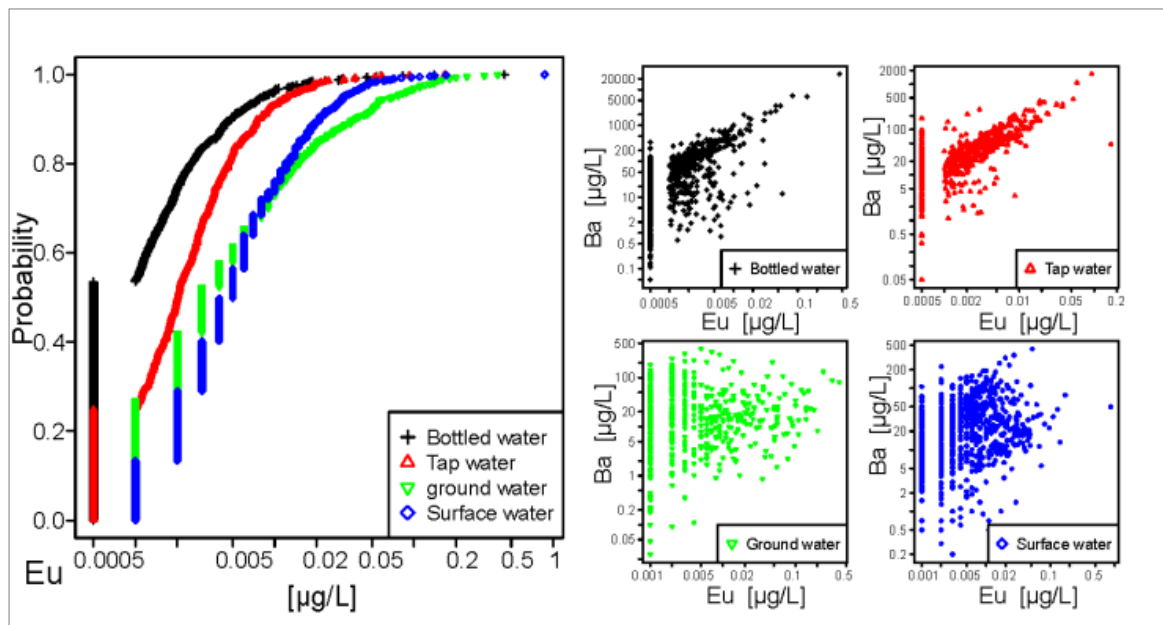 Probability
1.0
0.8
0.6
0.4
0.2
0.0
+ Bottled water
△ Tap water
▽ ground water
◇ Surface water
0.0005 0.005 0.02 0.05 0.2 0.5 1
Eu
[µg/L]
Ba [µg/L]
20000
5000
1000
200
50
10
2
0.5
0.1
Bottled water
0.0005 0.005 0.02 0.1 0.5
Eu [µg/L]
Ba [µg/L]
2000
500
100
20
5
0.05
Tap water
0.0005 0.002 0.01 0.05 0.2
Eu [µg/L]
Ba [µg/L]
500
100
20
5
1
0.2
0.05
Ground water
0.001 0.005 0.02 0.1 0.5
Eu [µg/L]
Ba [µg/L]
500
200
100
50
20
5
2
0.5
0.2
Surface water
0.001 0.005 0.02 0.1 0.5
Eu [µg/L]